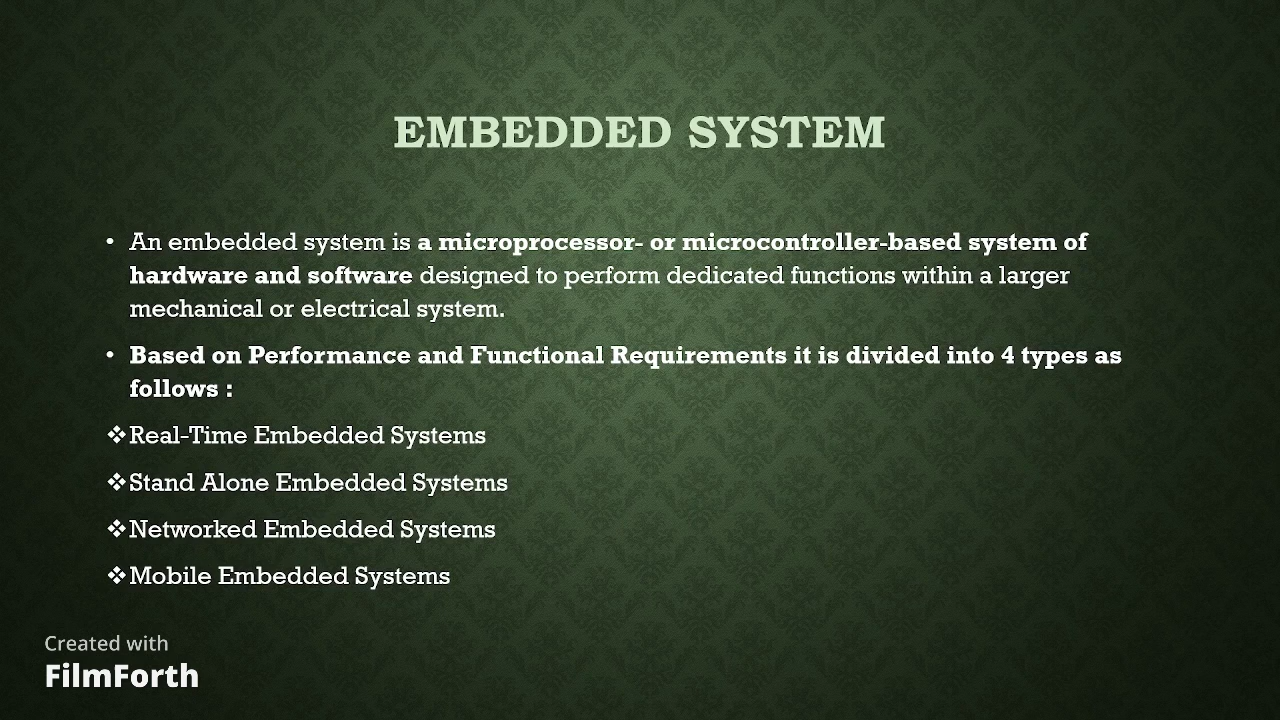 EMBEDDED SYSTEM
• An embedded system is a microprocessor- or microcontroller-based system of
hardware and software designed to perform dedicated functions within a larger
mechanical or electrical system.
• Based on Performance and Functional Requirements it is divided into 4 types as
follows :
❖Real-Time Embedded Systems
❖Stand Alone Embedded Systems
❖Networked Embedded Systems
❖Mobile Embedded Systems
Created with
FilmForth